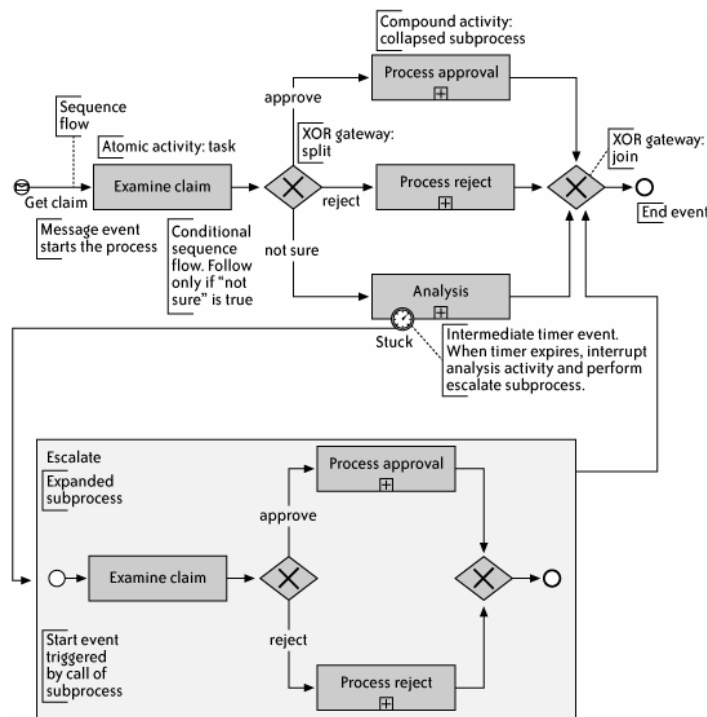 Compound activity:
collapsed subprocess
Process approval
Sequence
flow
approve
Atomic activity: task
XOR gateway:
split
XOR gateway:
join
Examine claim
reject
Process reject
Get claim
End event
Message event
starts the process
Conditional
sequence
flow. Follow
only if “not
sure” is true
not sure
Analysis
Stuck
Intermediate timer event.
When timer expires, interrupt
analysis activity and perform
escalate subprocess.
Escalate
Expanded
subprocess
Process approval
approve
Examine claim
reject
Start event
triggered
by call of
subprocess
Process reject